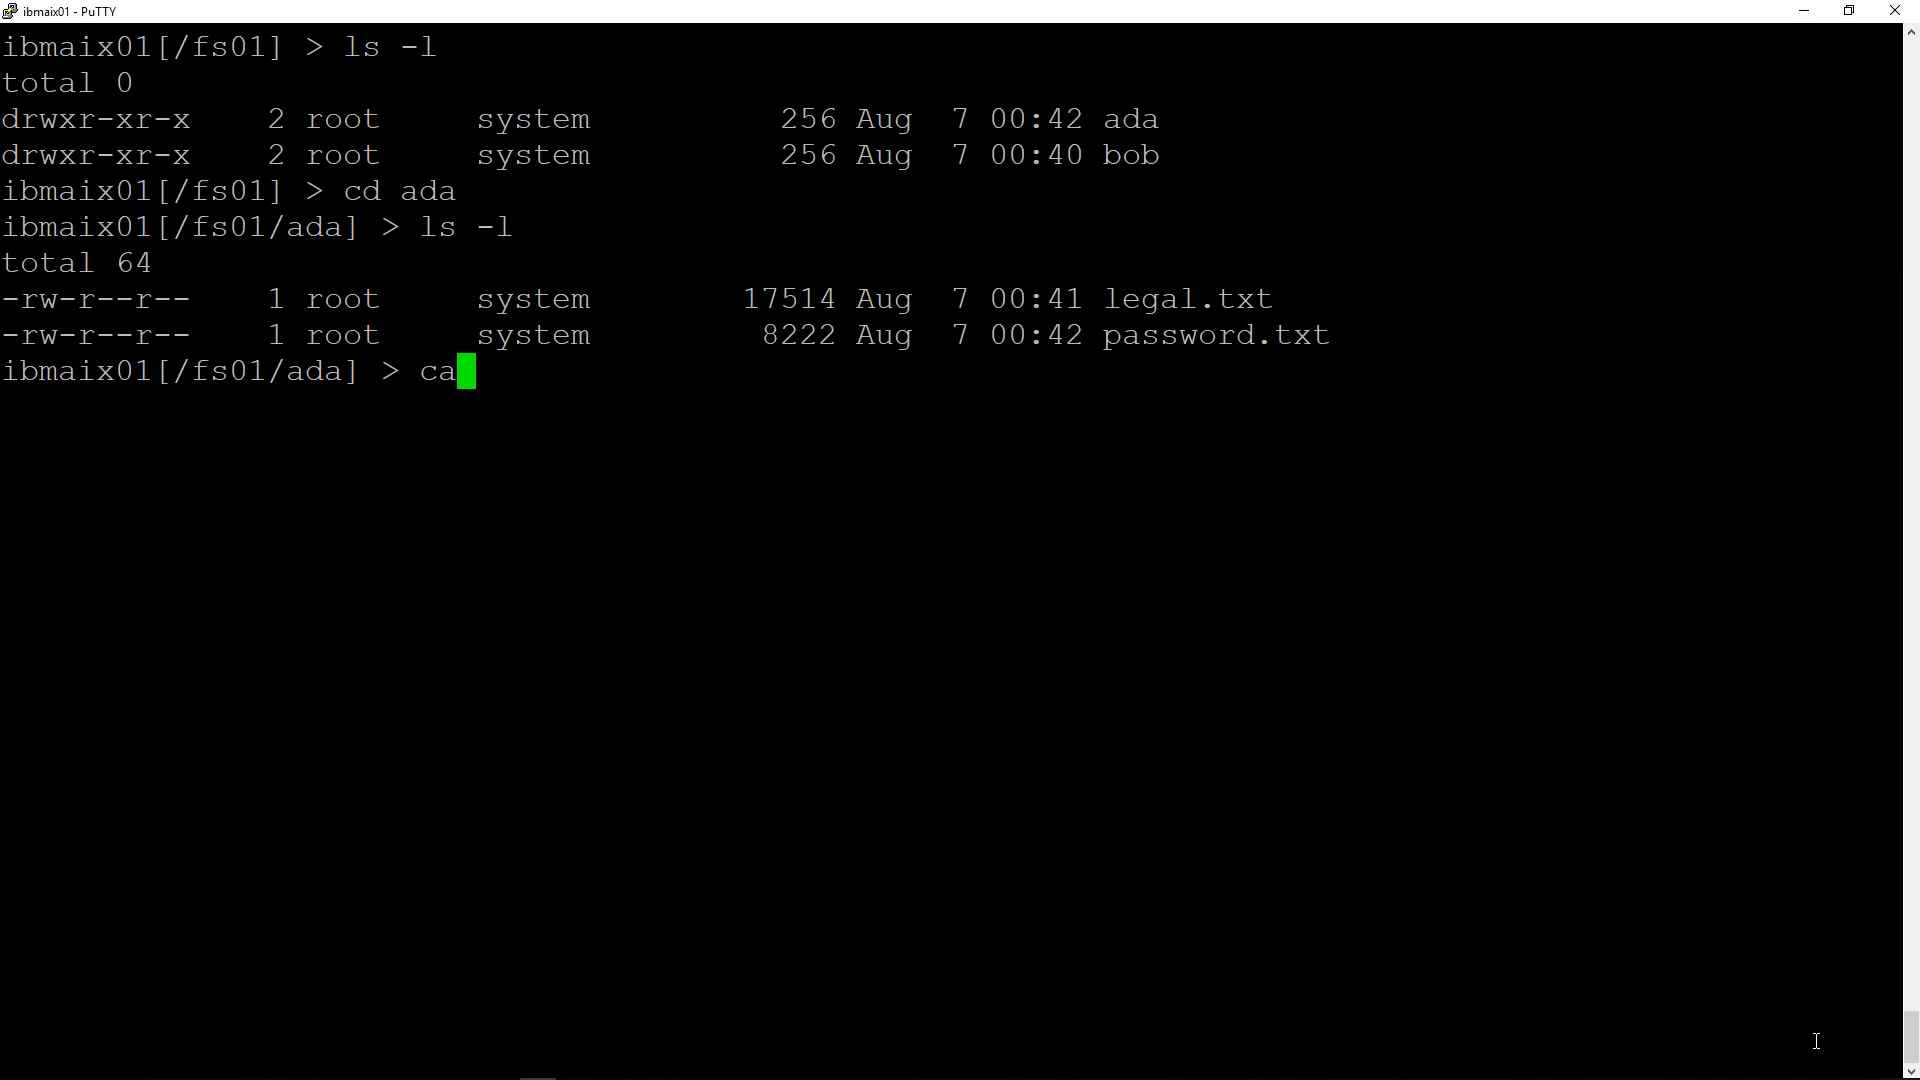 ibmaix01 - PuTTY
ibmaix01[/fs01] > ls -l
total 0
drwxr-xr-x    2 root     system          256 Aug  7 00:42 ada
drwxr-xr-x    2 root     system          256 Aug  7 00:40 bob
ibmaix01[/fs01] > cd ada
ibmaix01[/fs01/ada] > ls -l
total 64
-rw-r--r--    1 root     system        17514 Aug  7 00:41 legal.txt
-rw-r--r--    1 root     system         8222 Aug  7 00:42 password.txt
ibmaix01[/fs01/ada] > ca